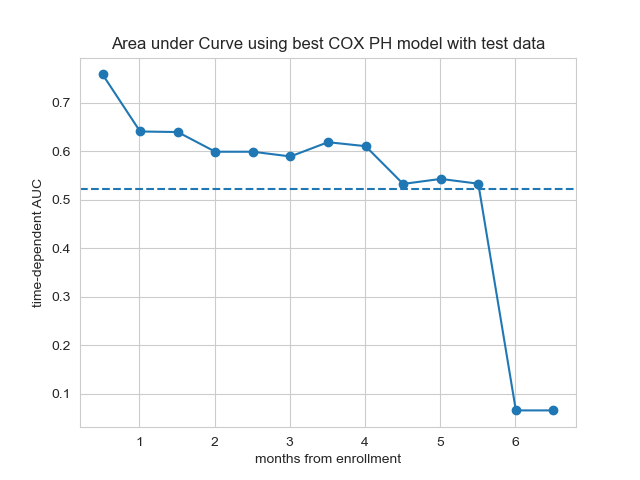 Area under Curve using best COX PH model with test data
time-dependent AUC
0.7
0.6
0.5
0.4
0.3
0.2
0.1
1 2 3 4 5 6
months from enrollment